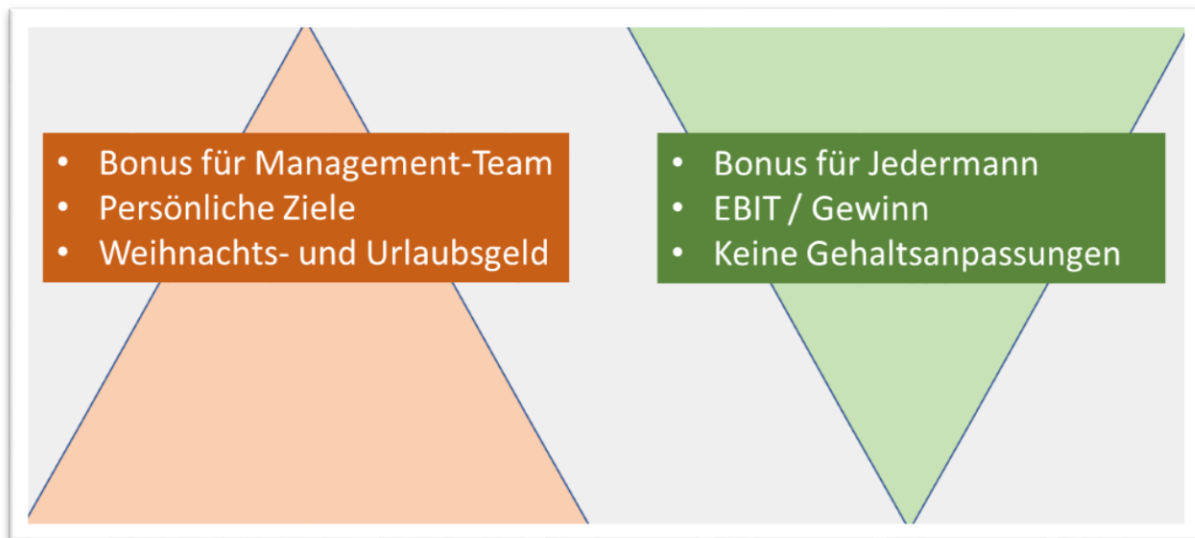 • Bonus für Management-Team
• Persönliche Ziele
• Weihnachts- und Urlaubsgeld
• Bonus für Jedermann
• EBIT / Gewinn
• Keine Gehaltsanpassungen